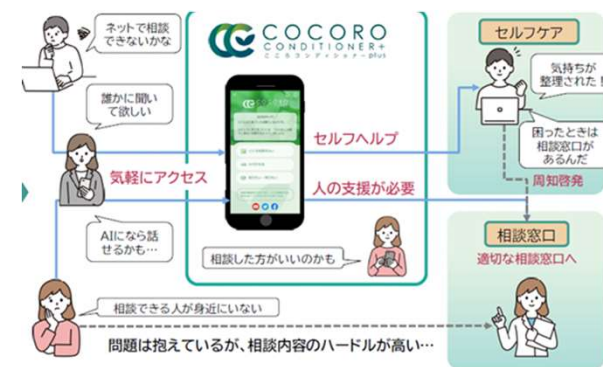 ネットで相談
できないかな
誰かに聞い
て欲しい
気軽にアクセス
AIになら話
せるかも…
相談できる人が身近にいない
問題は抱えているが、相談内容のハードルが高い…
COCORO
CONDITIONER+
こころコンディショナーplus
セルフヘルプ
人の支援が必要
相談した方がいいのかも
セルフケア
気持ちが
整理された!
困ったときは
相談窓口が
あるんだ
周知啓発
相談窓口
適切な相談窓口へ